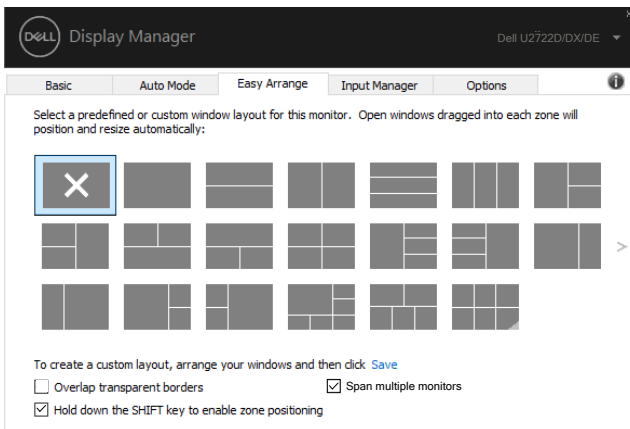 DELL Display Manager
Dell U2722D/DX/DE
Basic Auto Mode Easy Arrange Input Manager Options
Select a predefined or custom window layout for this monitor. Open windows dragged into each zone will
position and resize automatically:
To create a custom layout, arrange your windows and then click Save
Overlap transparent borders Span multiple monitors
Hold down the SHIFT key to enable zone positioning